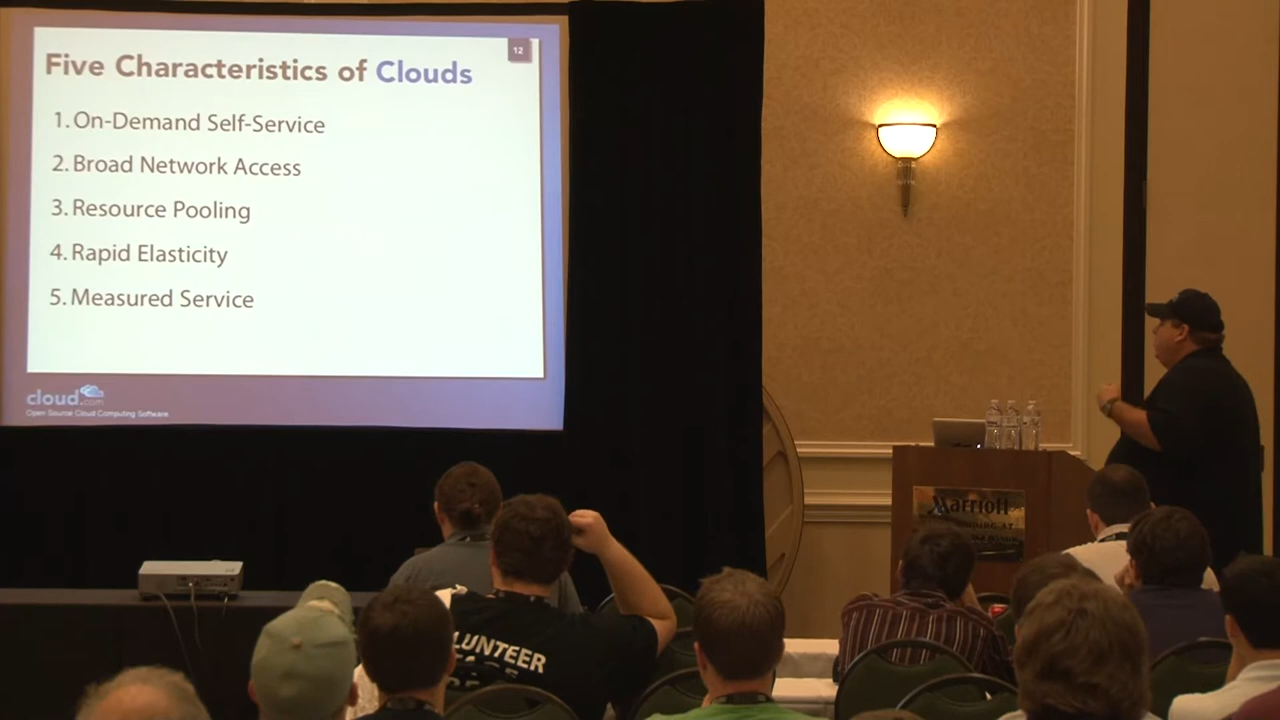 12
Five Characteristics of Clouds
1. On-Demand Self-Service
2. Broad Network Access
3. Resource Pooling
4. Rapid Elasticity
5. Measured Service
cloud.com
Open Source Cloud Computing Software
Marriott
LUNTEER